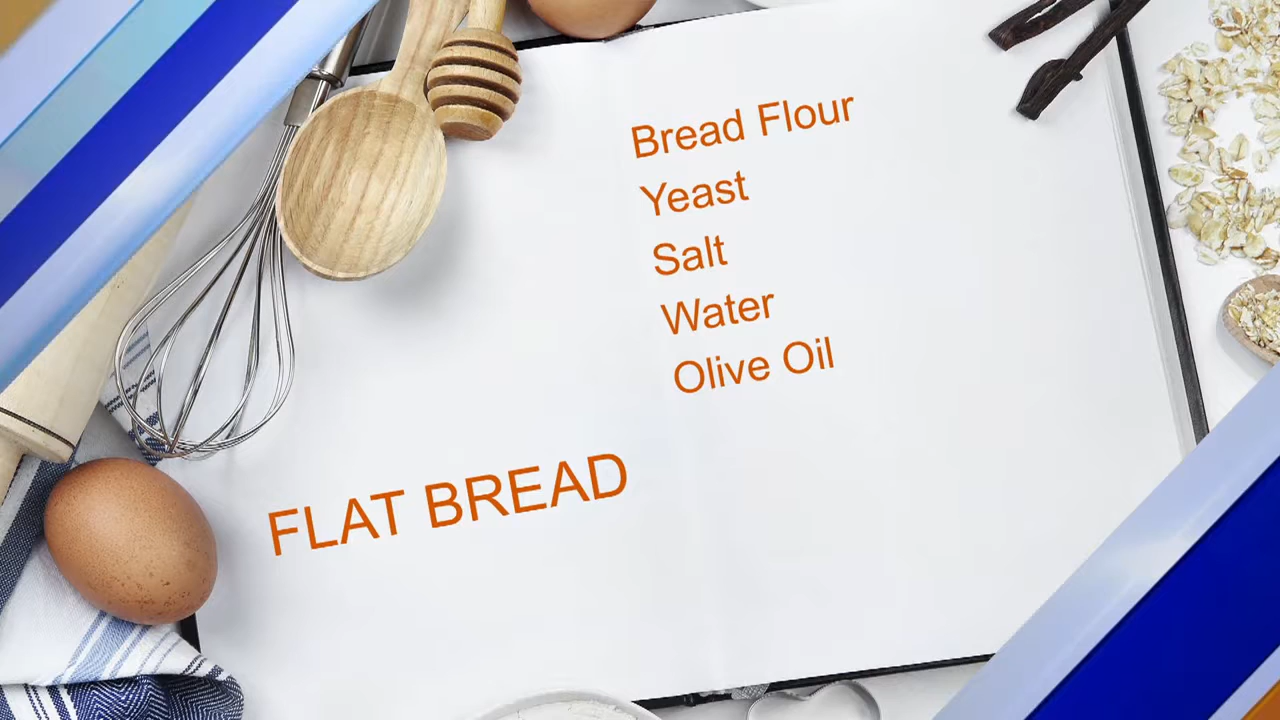 Bread Flour
Yeast
Salt
Water
Olive Oil
FLAT BREAD